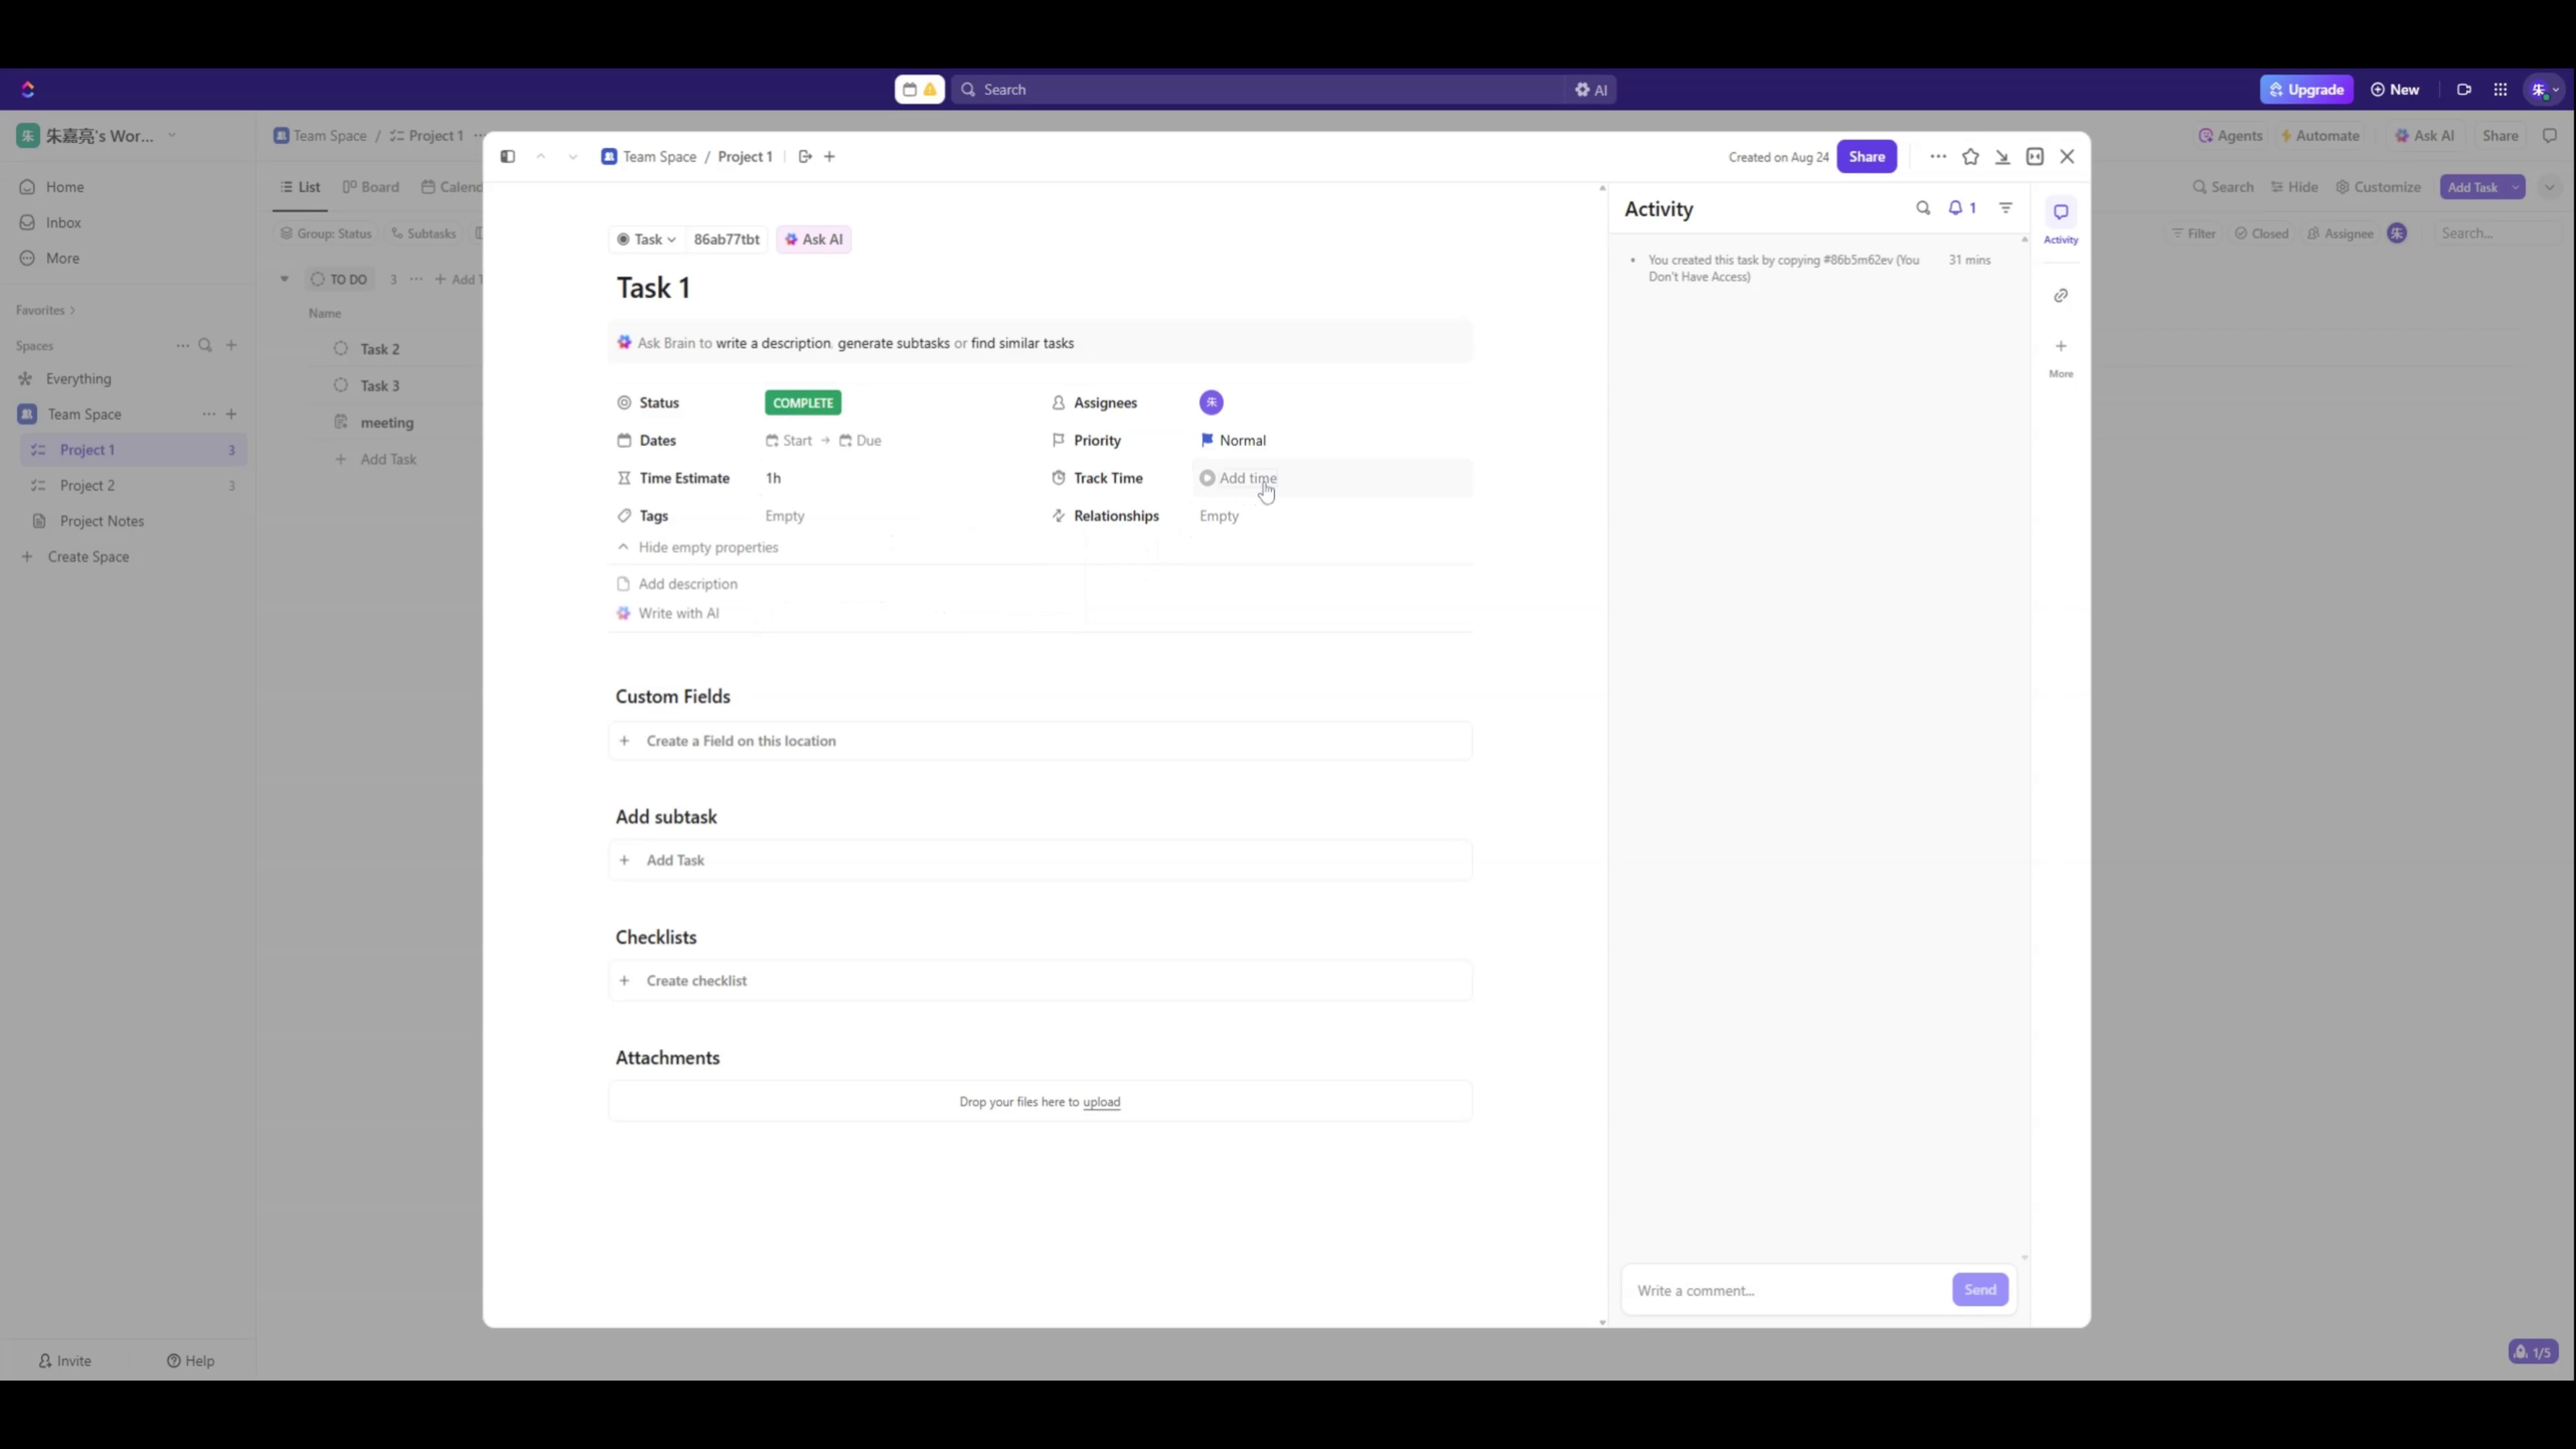 Search
AI
Upgrade
New
朱
朱
朱嘉亮's Wor...
Home
Inbox
More
Favorites
Spaces
Everything
Team Space
Project 1
3
Project 2
3
Project Notes
Create Space
Invite
Help
Team Space / Project 1
List
Board
Calend
Group: Status
Subtasks
TO DO
3
Add T
Name
Task 2
Task 3
meeting
Add Task
Team Space / Project 1
Created on Aug 24
Share
Task
86ab77tbt
Ask AI
Task 1
Ask Brain to write a description, generate subtasks or find similar tasks
Status
COMPLETE
Assignees
朱
Dates
Start
Due
Priority
Normal
Time Estimate
1h
Track Time
Add time
Tags
Empty
Relationships
Empty
Hide empty properties
Add description
Write with AI
Custom Fields
Create a Field on this location
Add subtask
Add Task
Checklists
Create checklist
Attachments
Drop your files here to upload
Activity
1
You created this task by copying #86b5m62ev (You
Don't Have Access)
31 mins
Write a comment...
Send
Activity
More
Agents
Automate
Ask AI
Share
Search
Hide
Customize
Add Task
Filter
Closed
Assignee
朱
Search...
1/5